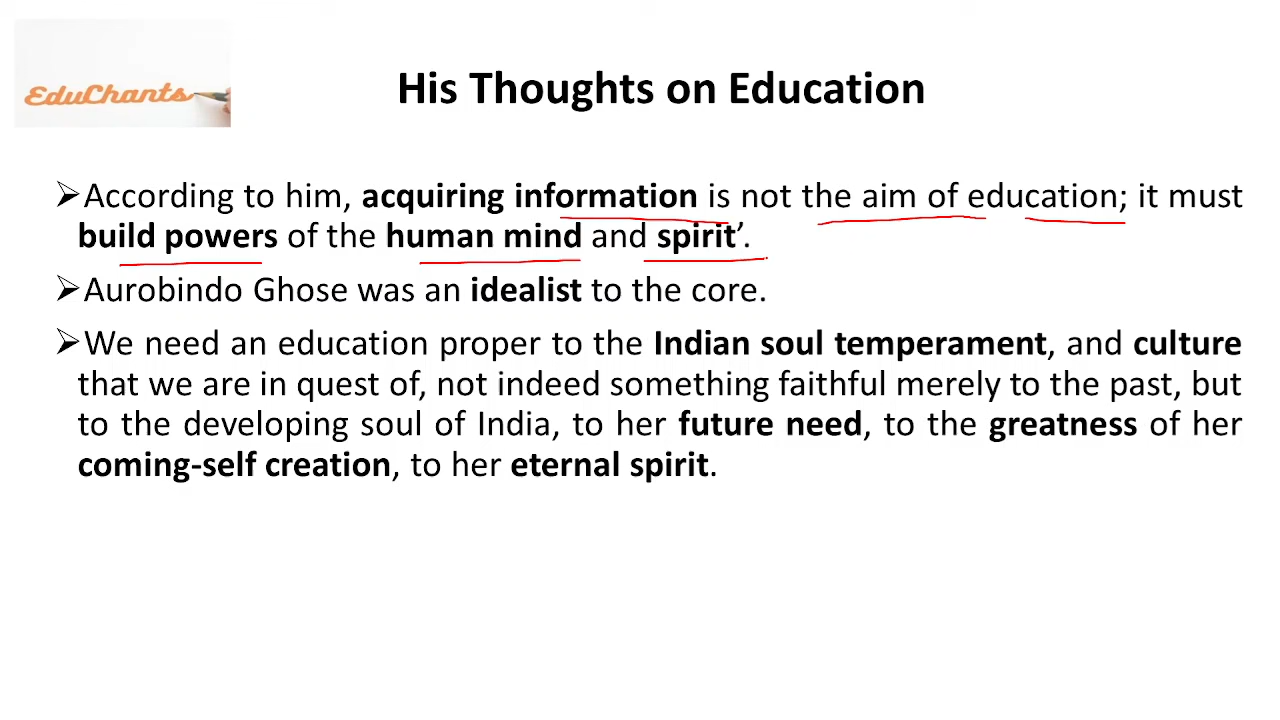 EduChants
His Thoughts on Education
➢According to him, acquiring information is not the aim of education; it must
build powers of the human mind and spirit’.
➢Aurobindo Ghose was an idealist to the core.
➢We need an education proper to the Indian soul temperament, and culture
that we are in quest of, not indeed something faithful merely to the past, but
to the developing soul of India, to her future need, to the greatness of her
coming-self creation, to her eternal spirit.